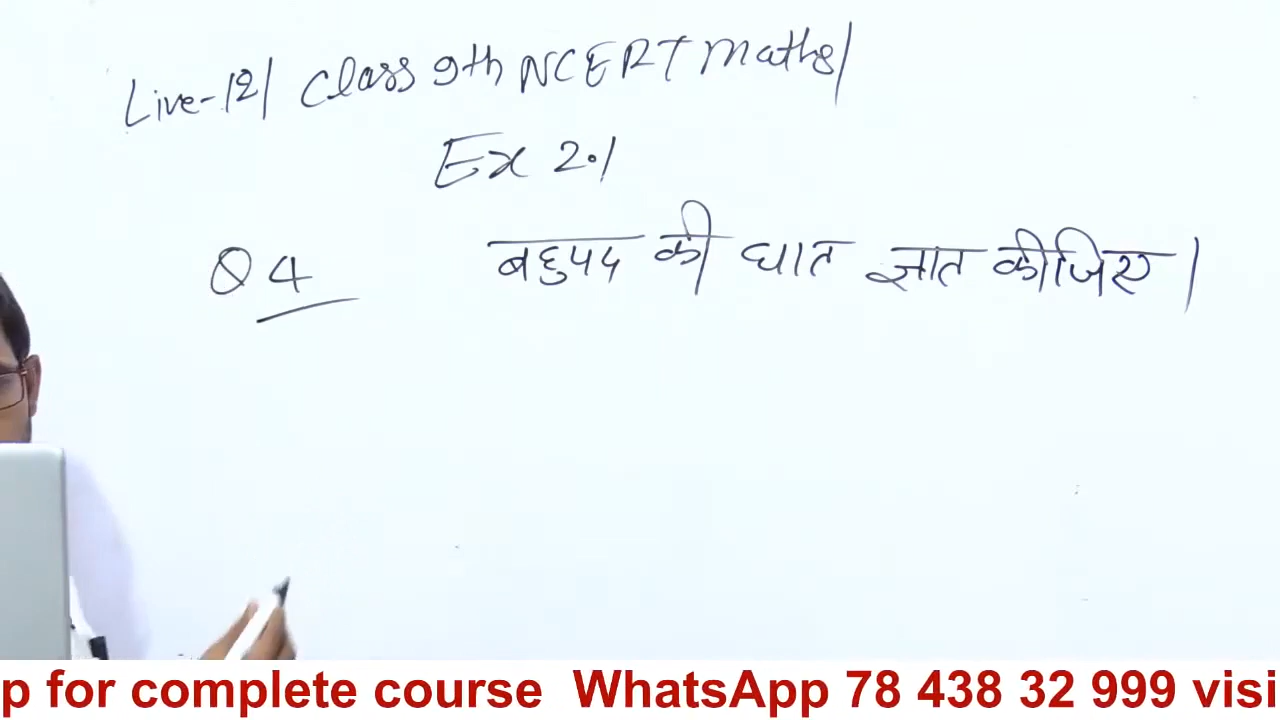 Live-12/ Class 9th NCERT Maths/
Ex 2.1
Q 4 बहुपद की घात ज्ञात कीजिए।
p for complete course WhatsApp 78 438 32 999 visi